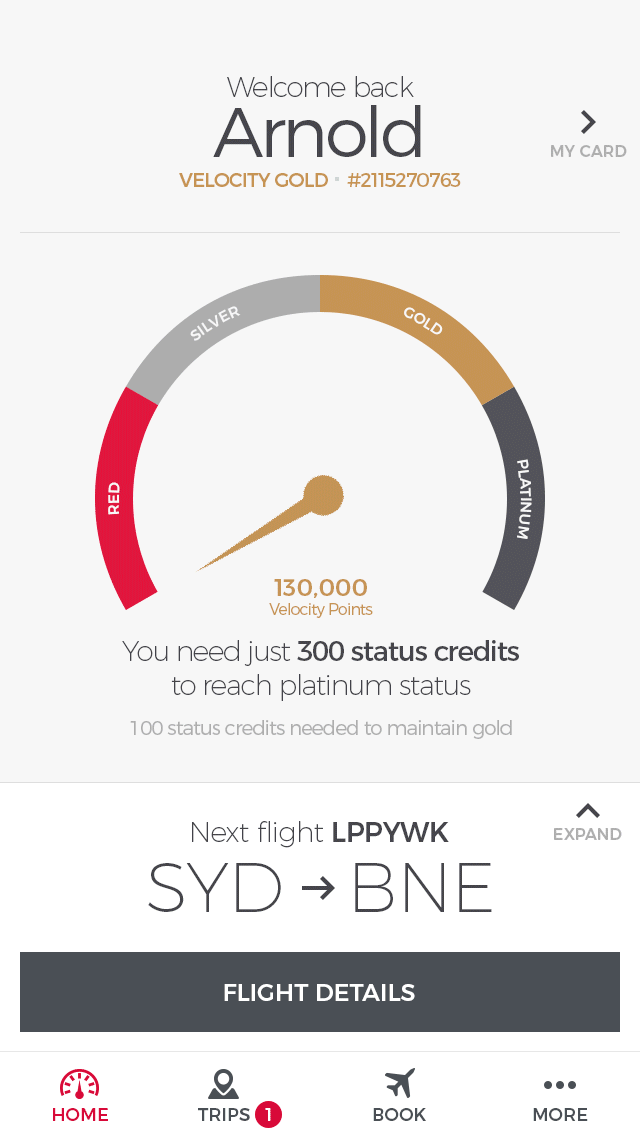 Welcome back
Arnold
VELOCITY GOLD • #2115270763
MY CARD
RED
SILVER
GOLD
PLATINUM
130,000
Velocity Points
You need just 300 status credits
to reach platinum status
100 status credits needed to maintain gold
Next flight LPPYWK
EXPAND
SYD → BNE
FLIGHT DETAILS
HOME
TRIPS 1
BOOK
MORE